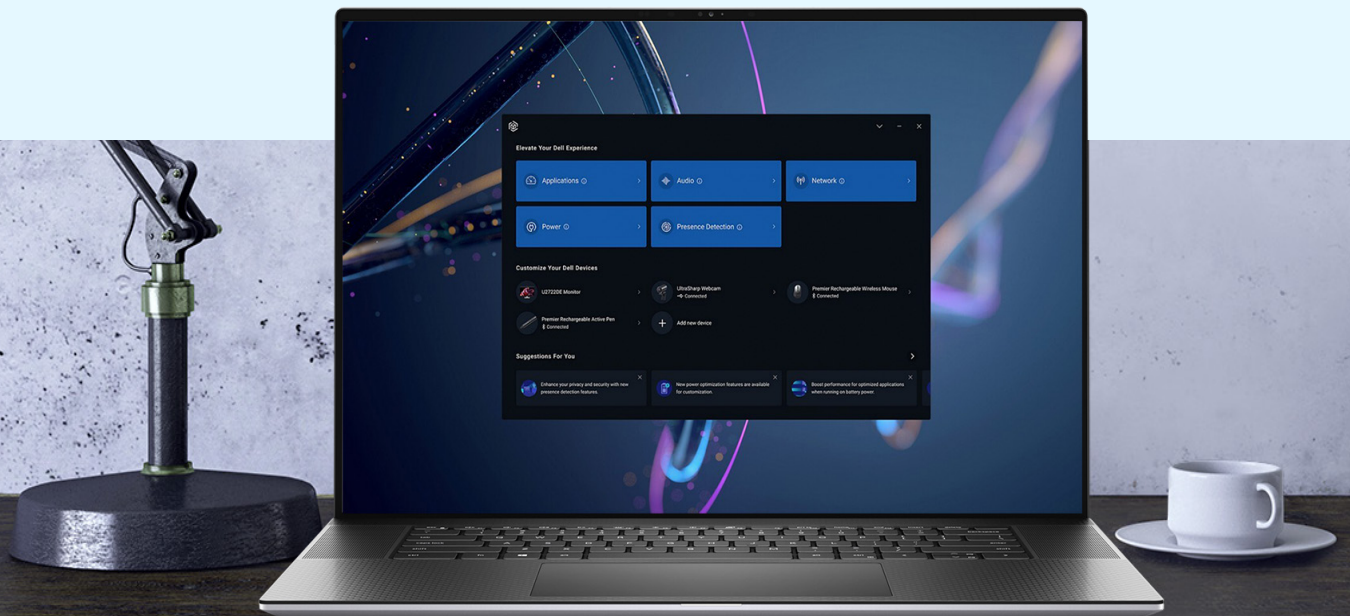 Elevate Your Dell Experience
Applications
Audio
Network
Power
Presence Detection
Customize Your Dell Devices
U2722DE Monitor
UltraSharp Webcam
Connected
Premier Rechargeable Wireless Mouse
Connected
Premier Rechargeable Active Pen
Connected
Add new device
Suggestions For You
Enhance your privacy and security with new
presence detection features
New power optimization features are available
for customization
Boost performance for optimized applications
when running on battery power